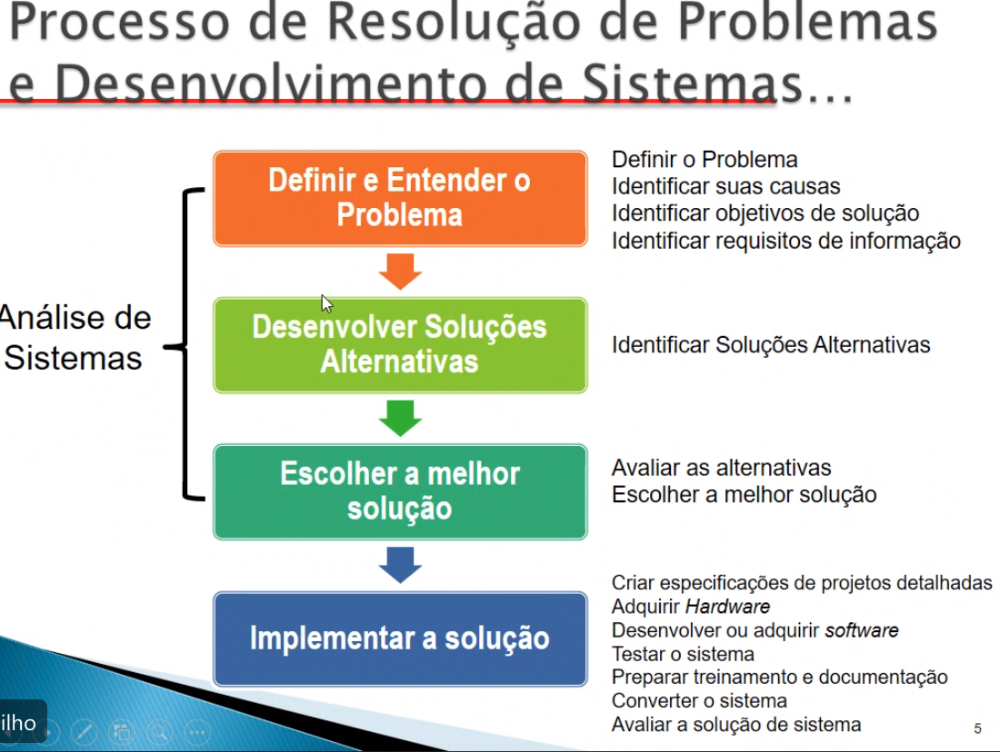 Processo de Resolução de Problemas
e Desenvolvimento de Sistemas...
Análise de
Sistemas
Definir e Entender o
Problema
Definir o Problema
Identificar suas causas
Identificar objetivos de solução
Identificar requisitos de informação
Desenvolver Soluções
Alternativas
Identificar Soluções Alternativas
Escolher a melhor
solução
Avaliar as alternativas
Escolher a melhor solução
Implementar a solução
Criar especificações de projetos detalhadas
Adquirir Hardware
Desenvolver ou adquirir software
Testar o sistema
Preparar treinamento e documentação
Converter o sistema
Avaliar a solução de sistema
ilho
5